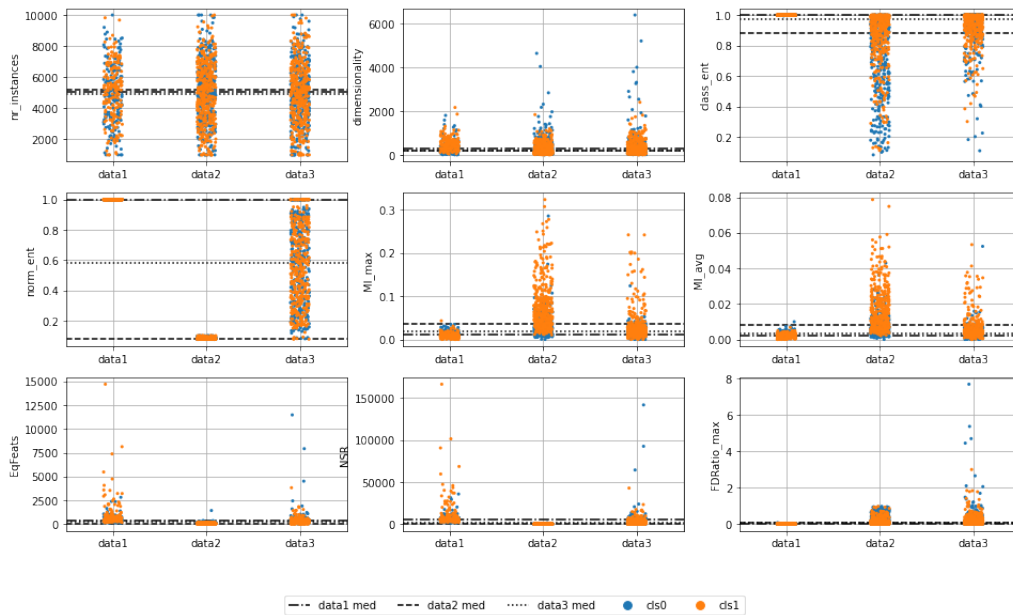 10000
8000
6000
4000
2000
nr_instances
data1 data2 data3
6000
4000
2000
0
dimensionality
data1 data2 data3
1.0
0.8
0.6
0.4
0.2
class_ent
data1 data2 data3
1.0
0.8
0.6
0.4
0.2
norm_ent
data1 data2 data3
0.3
0.2
0.1
0.0
MI_max
data1 data2 data3
0.08
0.06
0.04
0.02
0.00
MI_avg
data1 data2 data3
15000
12500
10000
7500
5000
2500
0
EqFeats
data1 data2 data3
150000
100000
50000
0
NSR
data1 data2 data3
8
6
4
2
0
FDRatio_max
data1 data2 data3
data1 med data2 med data3 med cls0 cls1